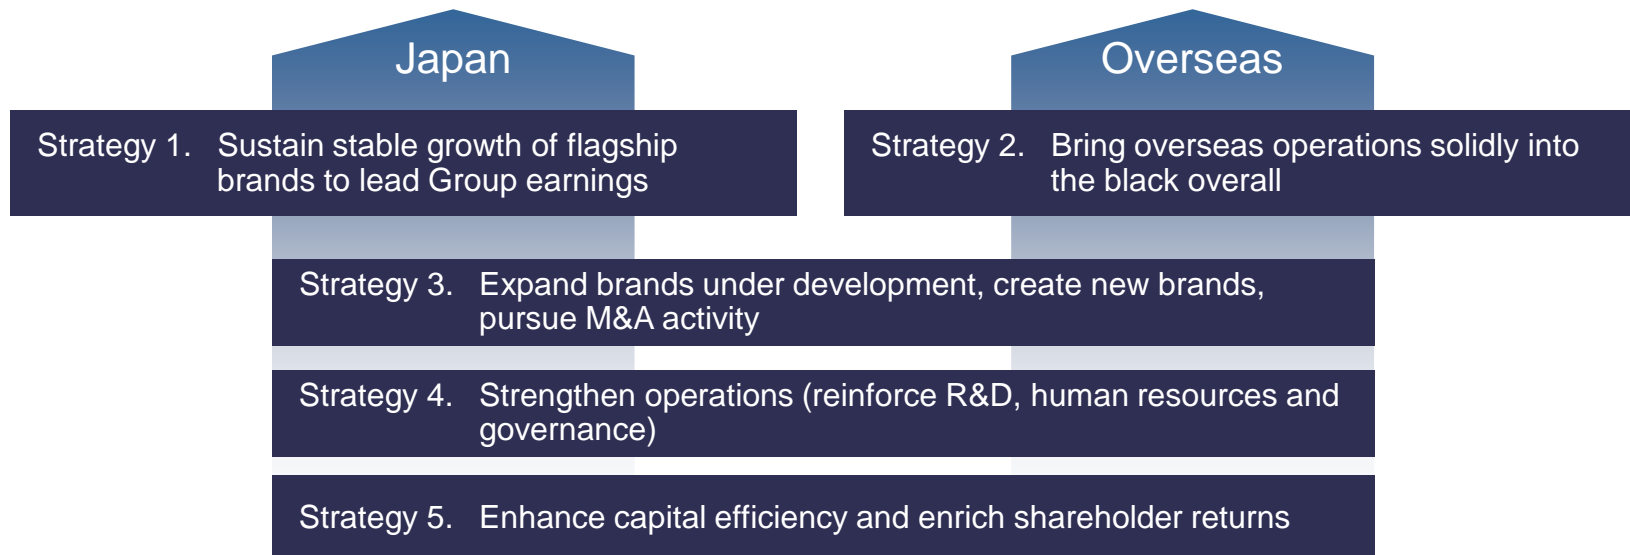 Japan
Overseas
Strategy 1. Sustain stable growth of flagship
brands to lead Group earnings
Strategy 2. Bring overseas operations solidly into
the black overall
Strategy 3. Expand brands under development, create new brands,
pursue M&A activity
Strategy 4. Strengthen operations (reinforce R&D, human resources and
governance)
Strategy 5. Enhance capital efficiency and enrich shareholder returns